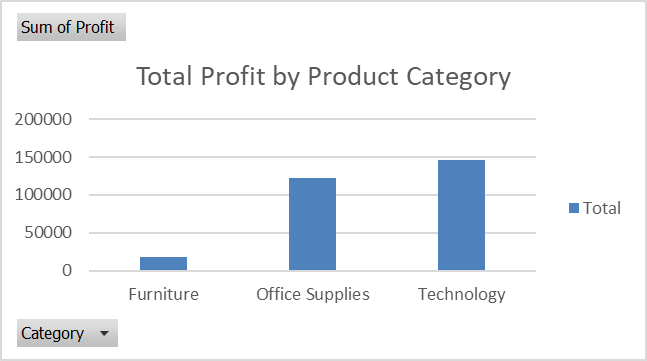 Sum of Profit
Total Profit by Product Category
200000
150000
100000
50000
0
Furniture Office Supplies Technology
Total
Category